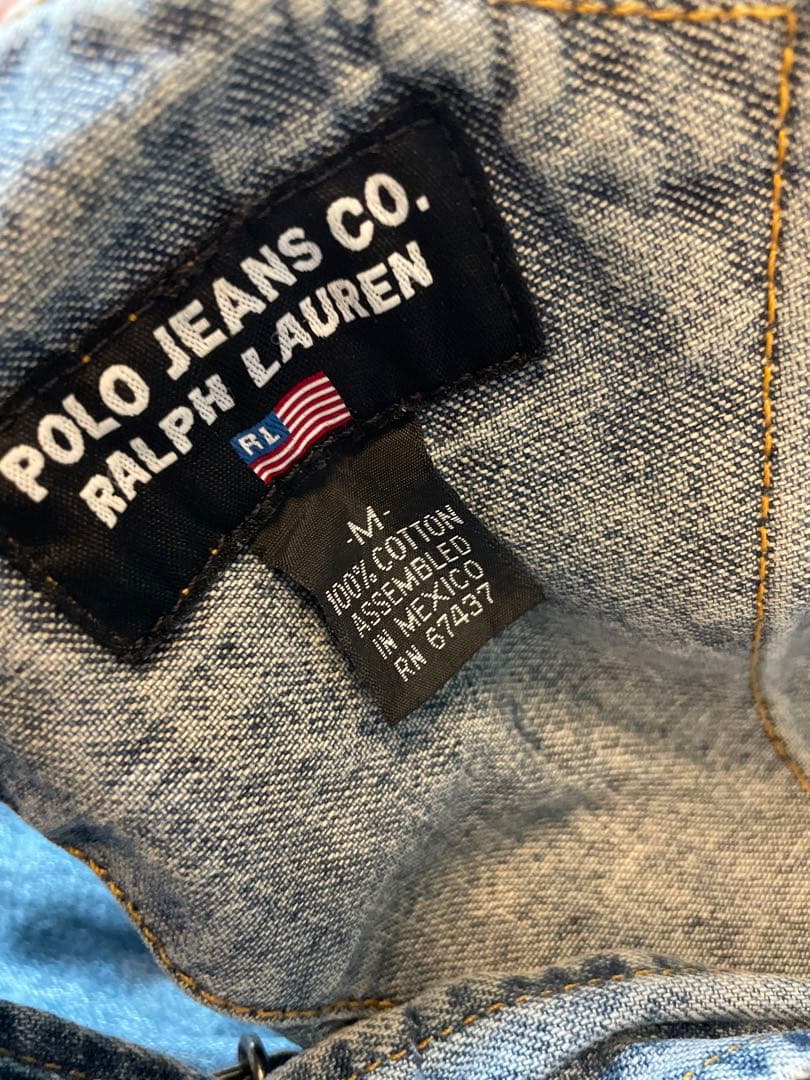 POLO JEANS CO.
RALPH LAUREN
RL
-M-
100% COTTON
ASSEMBLED
IN MEXICO
RN 67437